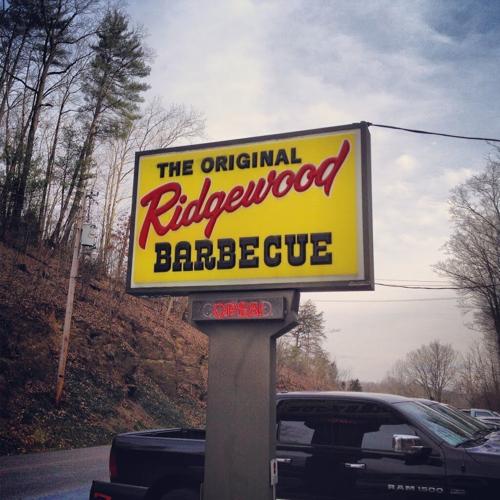 THE ORIGINAL
Ridgewood
BARBECUE
OPEN
RAM 1500